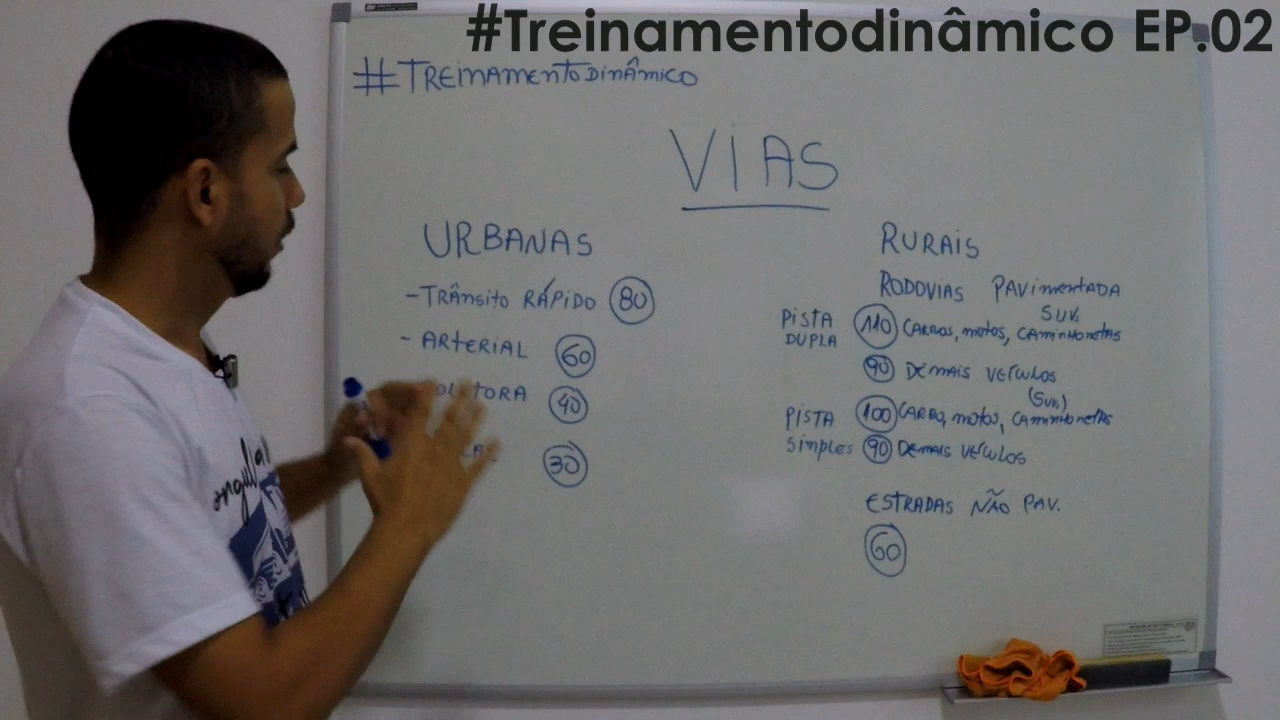 #Treinamentodinâmico EP.02
#TREINAMENTODINÂMICO
VIAS
URBANAS
-TRÂNSITO RÁPIDO 80
- ARTERIAL 60
40
30
RURAIS
RODOVIAS PAVIMENTADA
SUV,
PISTA DUPLA 110 CARROS, MOTOS, CAMINHONETAS
90 DEMAIS VEÍCULOS
(SUV,)
PISTA SIMPLES 100 CARRO, MOTOS, CAMINHONETAS
90 DEMAIS VEÍCULOS
ESTRADAS NÃO PAV.
60